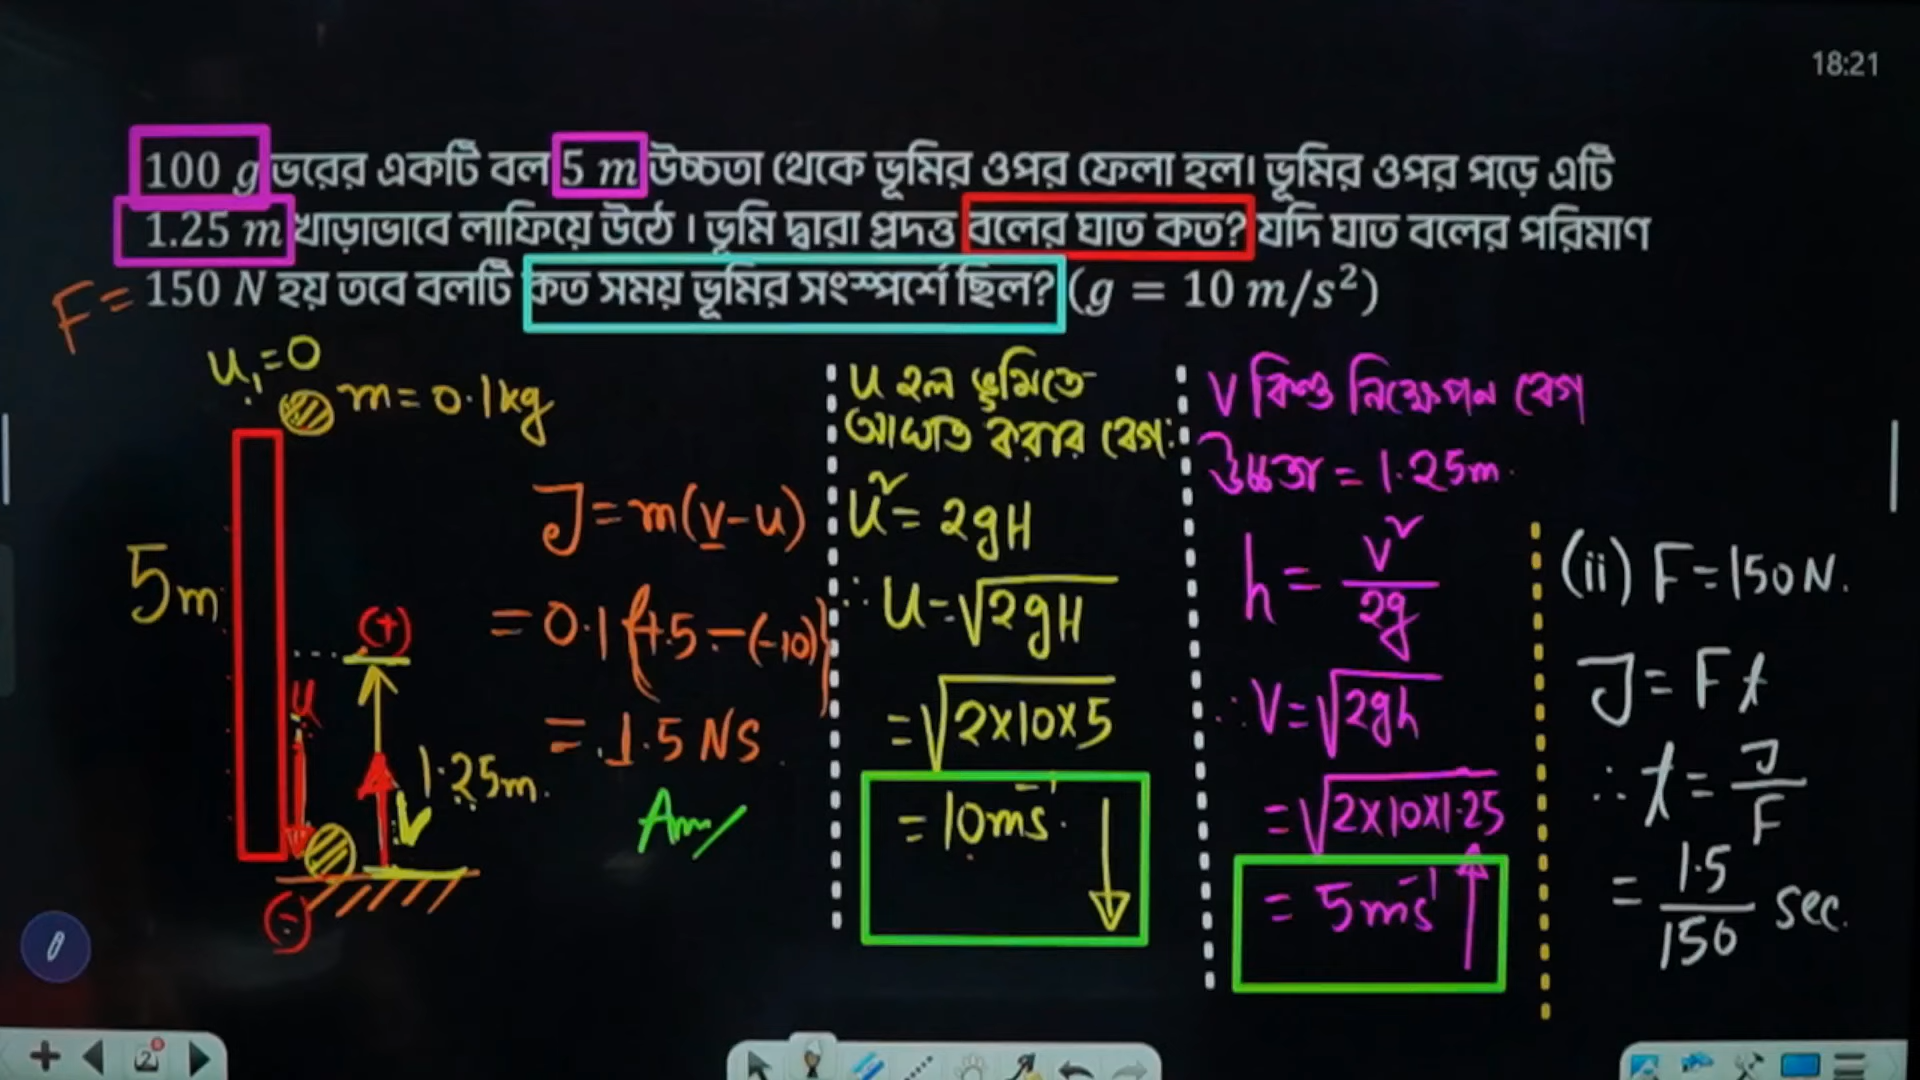 18:21
100 g ভরের একটি বল 5 m উচ্চতা থেকে ভূমির ওপর ফেলা হল। ভূমির ওপর পড়ে এটি
1.25 m খাড়াভাবে লাফিয়ে উঠে । ভূমি দ্বারা প্রদত্ত বলের ঘাত কত? যদি ঘাত বলের পরিমাণ
F = 150 N হয় তবে বলটি কত সময় ভূমির সংস্পর্শে ছিল? (g = 10 m/s²)
u₁=0
m = 0.1kg
5m
(+)
u
1.25m.
V
(-)
J = m(v-u)
= 0.1{+5-(-10)}
= 1.5 NS
Ans/
u হল ভূমিতে
আঘাত করার বেগ:
u² = 2gH
∴ u = √2gH
= √2×10×5
= 10ms⁻¹
v কিন্তু নিক্ষেপন বেগ
উচ্চতা = 1.25m
h = v²/2g
∴ v = √2gh
= √2×10×1.25
= 5ms⁻¹
(ii) F = 150N.
J = Ft
∴ t = J/F
= 1.5/150 sec.
2